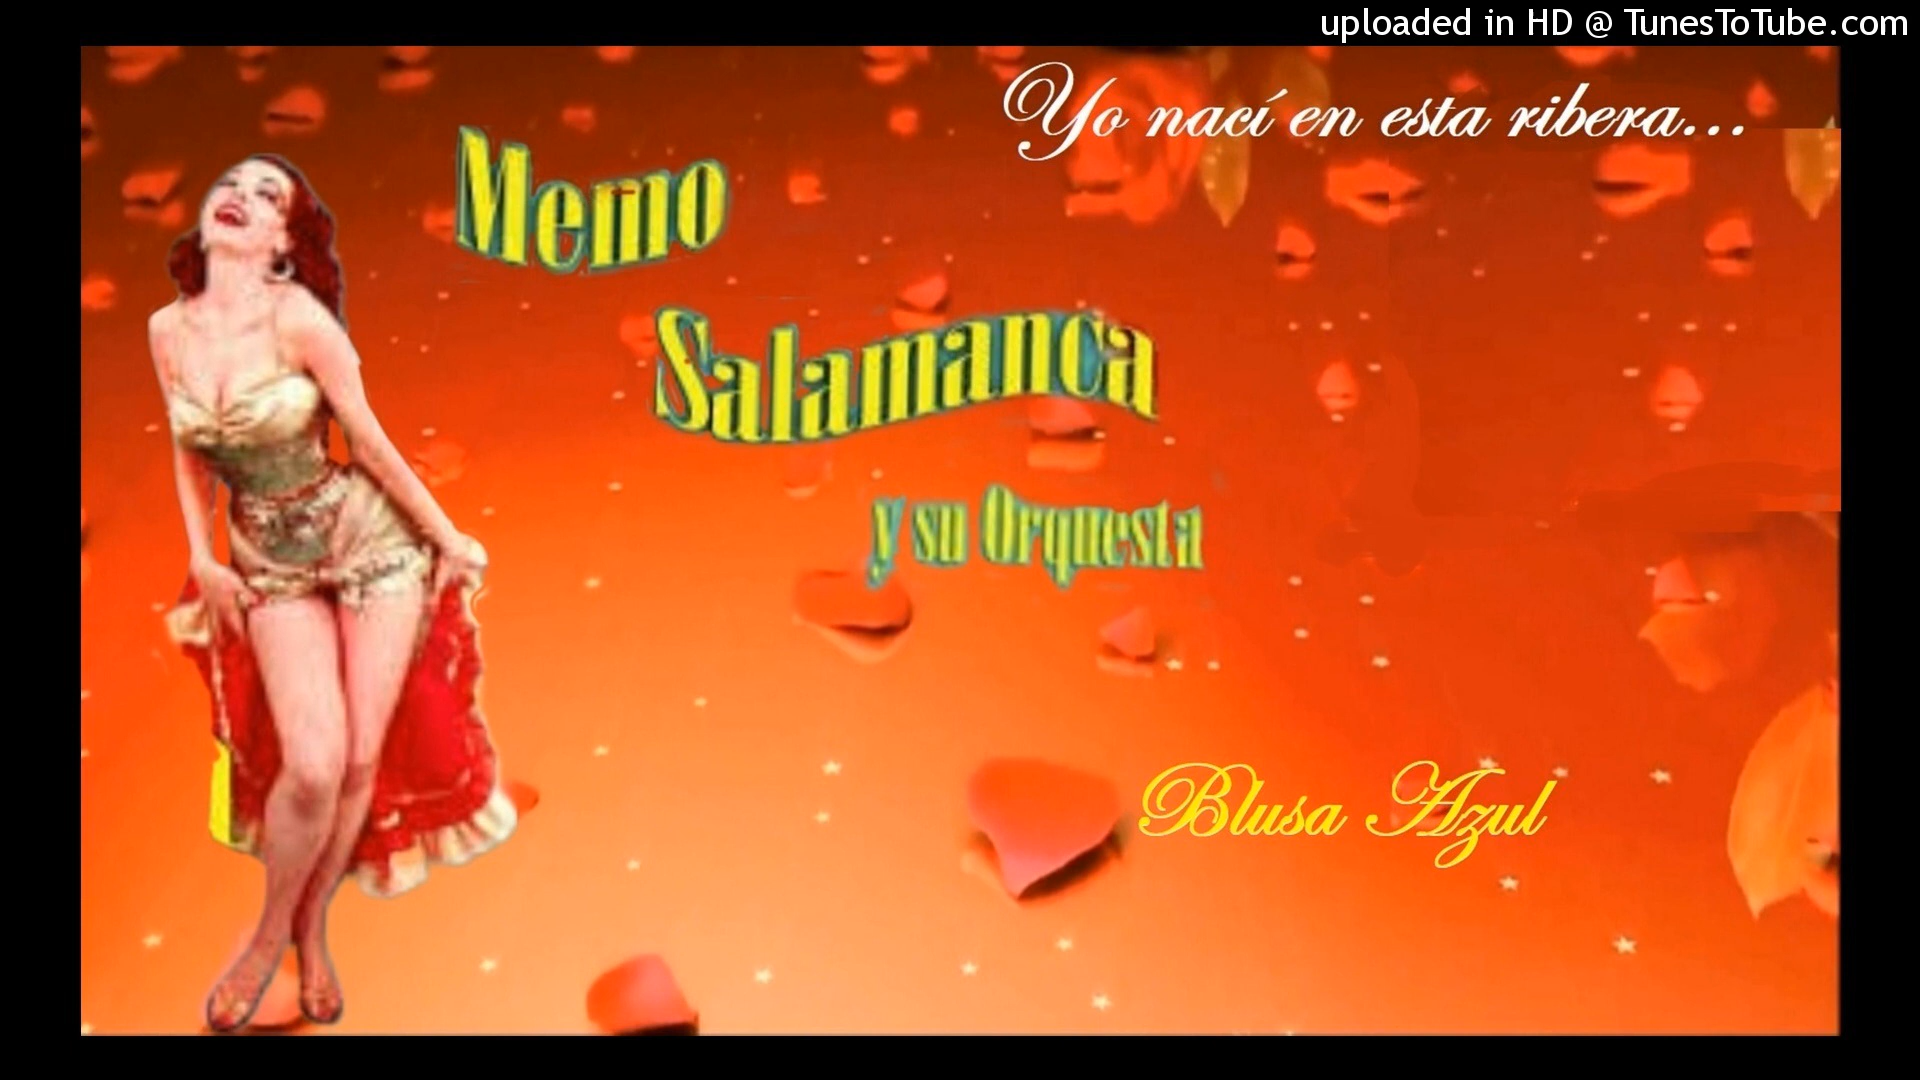 uploaded in HD @ TunesToTube.com
Yo nací en esta ribera...
Memo
Salamanca
y su Orquesta
Blusa Azul